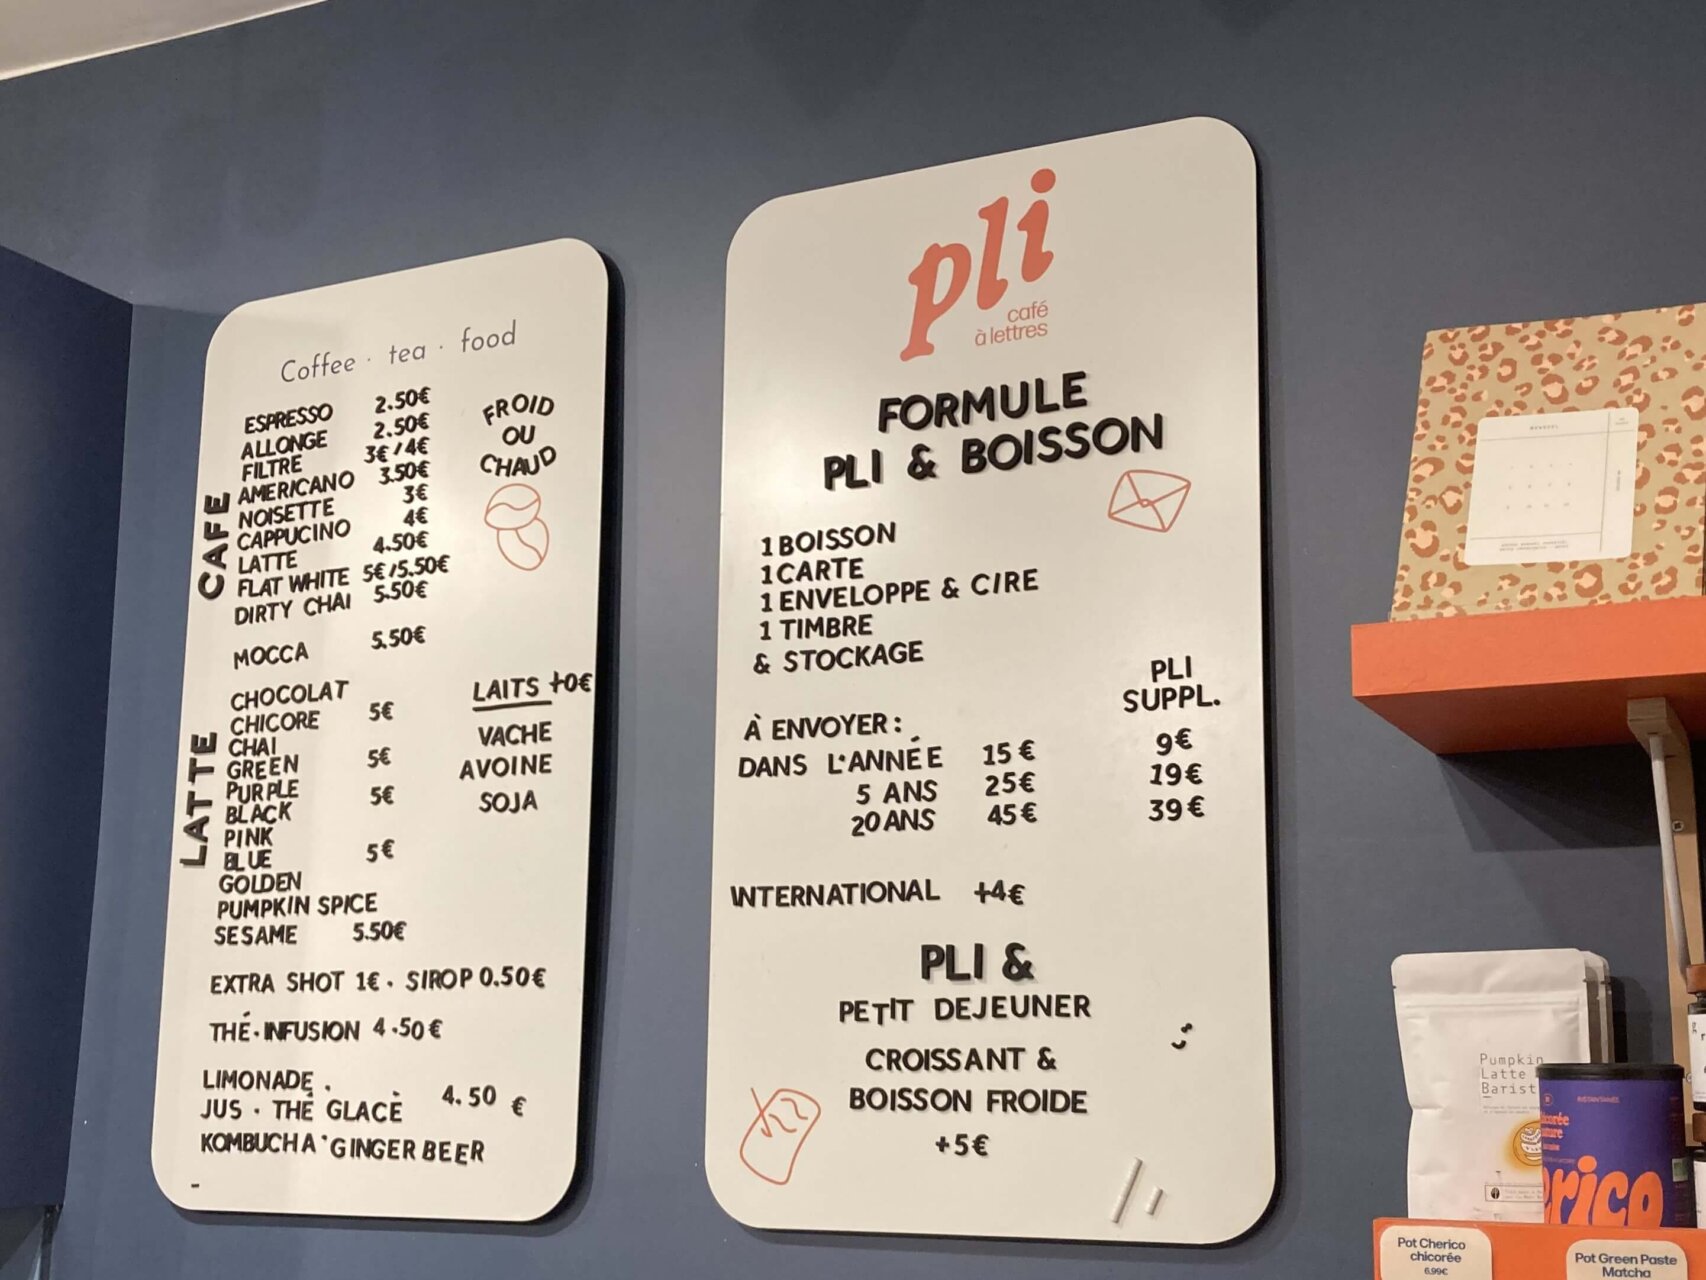 Coffee · tea · food
CAFE
ESPRESSO 2.50€
ALLONGE 2.50€
FILTRE 3€/4€
AMERICANO 3.50€
NOISETTE 3€
CAPPUCINO 4€
LATTE 4.50€
FLAT WHITE 5€/5.50€
DIRTY CHAI 5.50€
MOCCA 5.50€
FROID
OU
CHAUD
LATTE
CHOCOLAT
CHICORE 5€
CHAI
GREEN 5€
PURPLE
BLACK 5€
PINK
BLUE 5€
GOLDEN
PUMPKIN SPICE
SESAME 5.50€
LAITS +0€
VACHE
AVOINE
SOJA
EXTRA SHOT 1€ · SIROP 0.50€
THÉ · INFUSION 4.50€
LIMONADE .
JUS · THÉ GLACÉ 4.50 €
KOMBUCHA · GINGER BEER
pli
café
à lettres
FORMULE
PLI & BOISSON
1 BOISSON
1 CARTE
1 ENVELOPPE & CIRE
1 TIMBRE
& STOCKAGE
PLI
SUPPL.
À ENVOYER :
DANS L'ANNÉE 15€ 9€
5 ANS 25€ 19€
20 ANS 45€ 39€
INTERNATIONAL +4€
PLI &
PETIT DEJEUNER
CROISSANT &
BOISSON FROIDE
+5€
Pumpkin
Latte
Barist
erico
Pot Cherico
chicorée
6.99€
Pot Green Paste
Matcha